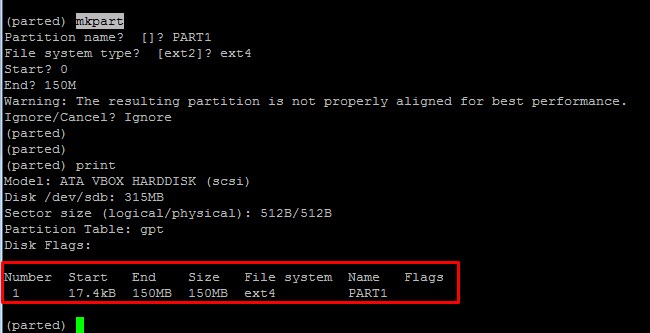 (parted) mkpart
Partition name?  []? PART1
File system type?  [ext2]? ext4
Start? 0
End? 150M
Warning: The resulting partition is not properly aligned for best performance.
Ignore/Cancel? Ignore
(parted)
(parted)
(parted) print
Model: ATA VBOX HARDDISK (scsi)
Disk /dev/sdb: 315MB
Sector size (logical/physical): 512B/512B
Partition Table: gpt
Disk Flags:
Number  Start   End    Size   File system  Name   Flags
 1      17.4kB  150MB  150MB  ext4         PART1
(parted)